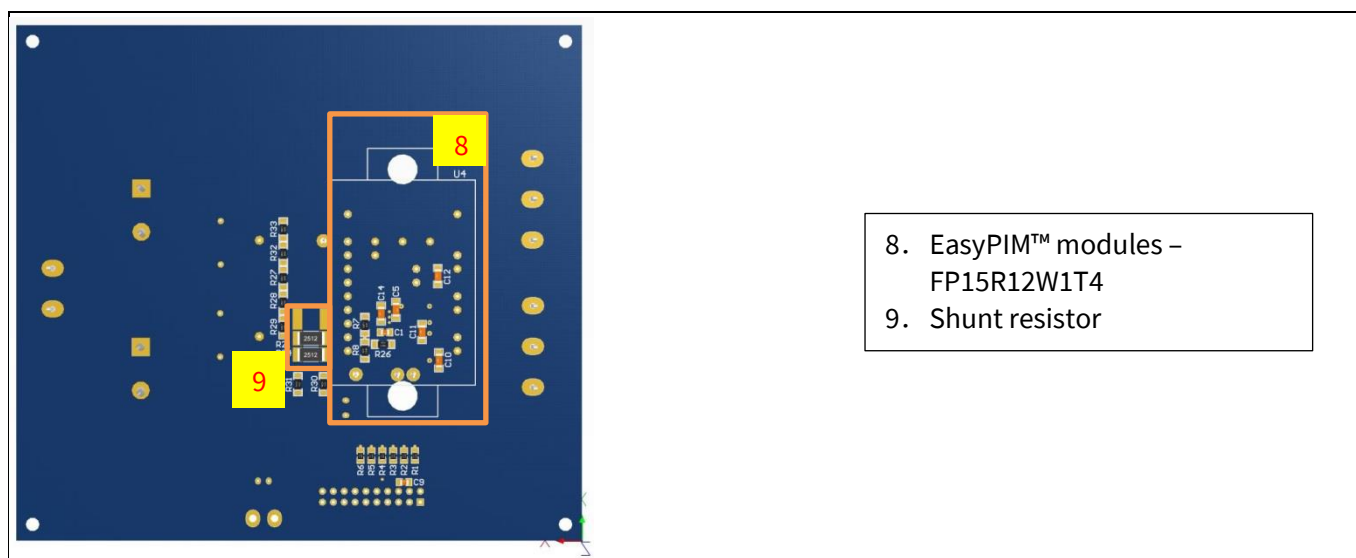 8
U4
R33
R32
R27
R28
R29
C12
C14
C5
R7
C1
C11
R8
R26
C10
2512
2512
9
R31
R30
R6
R5
R4
R3
R2
R1
C9
X
8. EasyPIM™ modules –
FP15R12W1T4
9. Shunt resistor